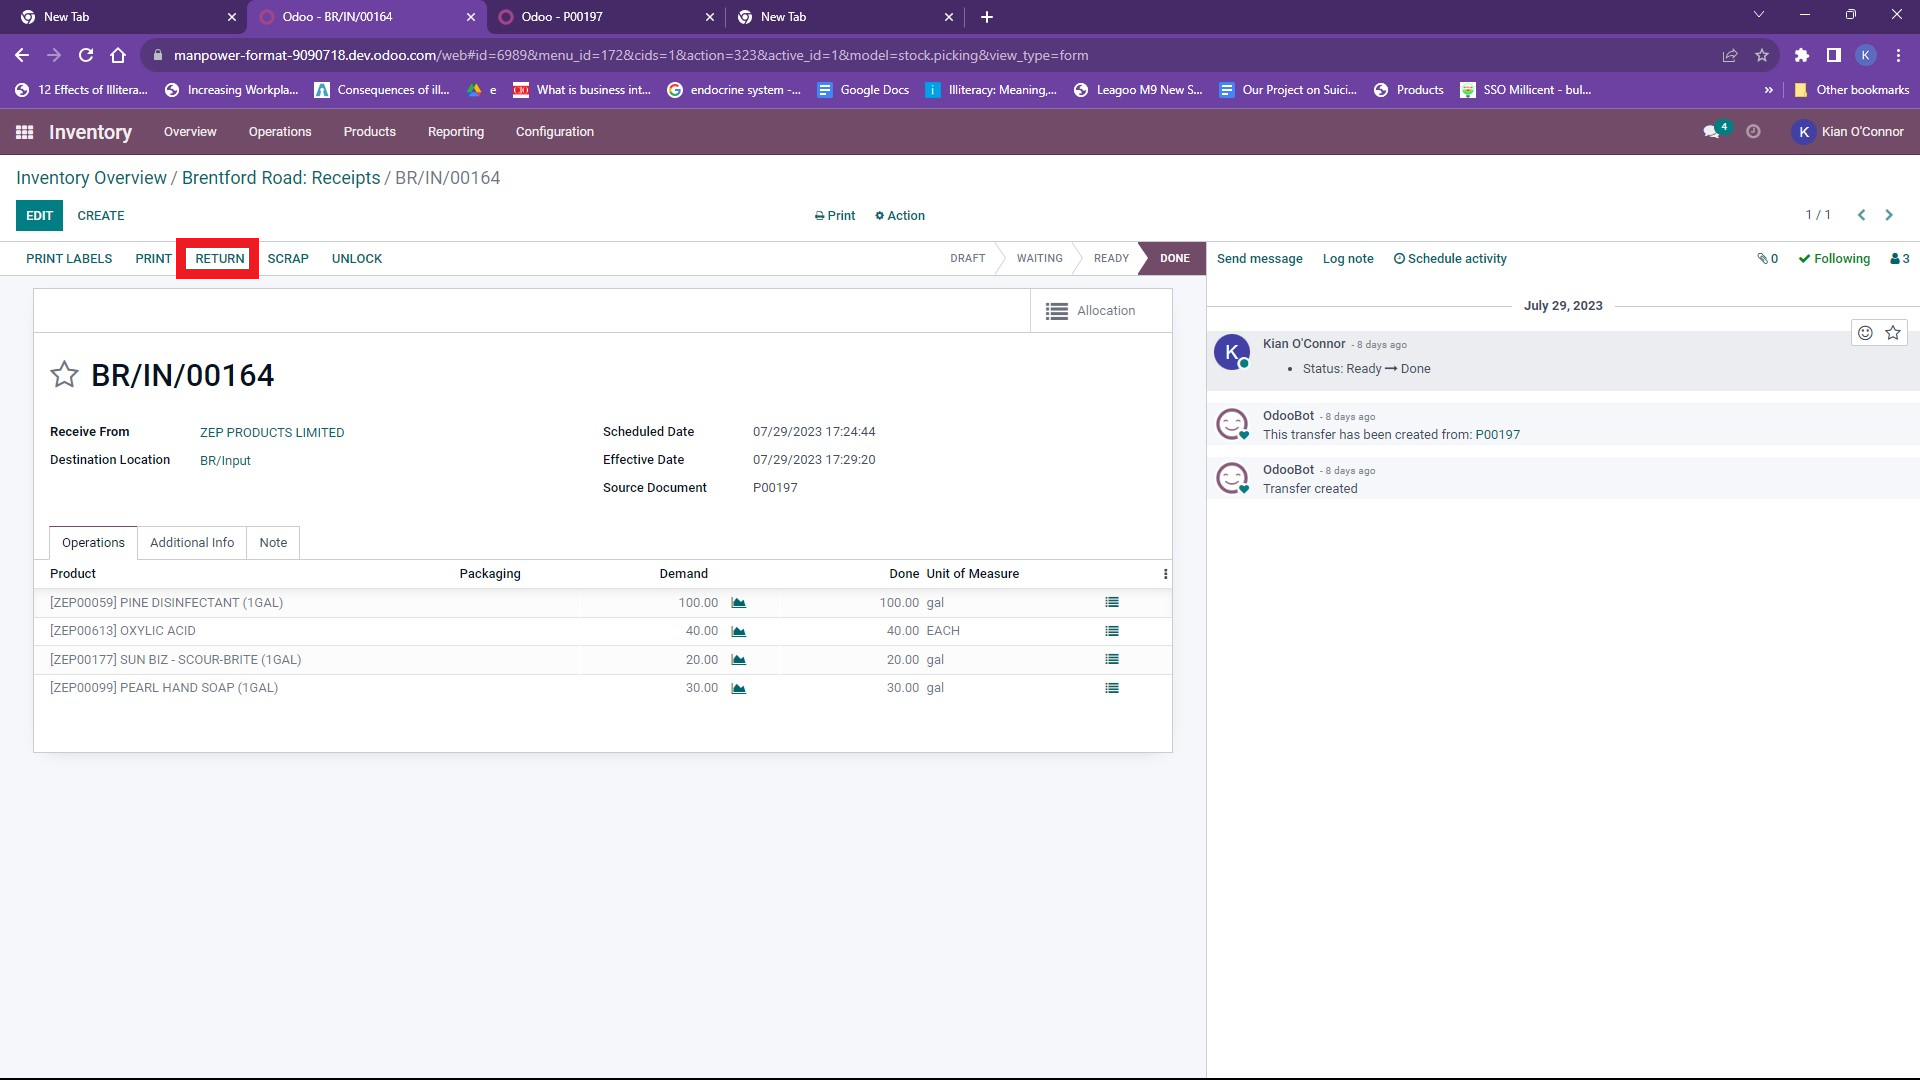 New Tab
Odoo - BR/IN/00164
Odoo - P00197
New Tab
manpower-format-9090718.dev.odoo.com/web#id=6989&menu_id=172&cids=1&action=323&active_id=1&model=stock.picking&view_type=form
K
12 Effects of Illitera...
Increasing Workpla...
Consequences of ill...
e
What is business int...
endocrine system -...
Google Docs
Illiteracy: Meaning,...
Leagoo M9 New S...
Our Project on Suici...
Products
SSO Millicent - bul...
»
Other bookmarks
Inventory
Overview
Operations
Products
Reporting
Configuration
4
K
Kian O'Connor
Inventory Overview / Brentford Road: Receipts / BR/IN/00164
EDIT
CREATE
Print
Action
1 / 1
PRINT LABELS
PRINT
RETURN
SCRAP
UNLOCK
DRAFT
WAITING
READY
DONE
Send message
Log note
Schedule activity
0
Following
3
Allocation
July 29, 2023
BR/IN/00164
K
Kian O'Connor - 8 days ago
• Status: Ready → Done
OdooBot - 8 days ago
This transfer has been created from: P00197
OdooBot - 8 days ago
Transfer created
Receive From ZEP PRODUCTS LIMITED
Destination Location BR/Input
Scheduled Date 07/29/2023 17:24:44
Effective Date 07/29/2023 17:29:20
Source Document P00197
Operations
Additional Info
Note
Product Packaging Demand Done Unit of Measure
[ZEP00059] PINE DISINFECTANT (1GAL) 100.00 100.00 gal
[ZEP00613] OXYLIC ACID 40.00 40.00 EACH
[ZEP00177] SUN BIZ - SCOUR-BRITE (1GAL) 20.00 20.00 gal
[ZEP00099] PEARL HAND SOAP (1GAL) 30.00 30.00 gal